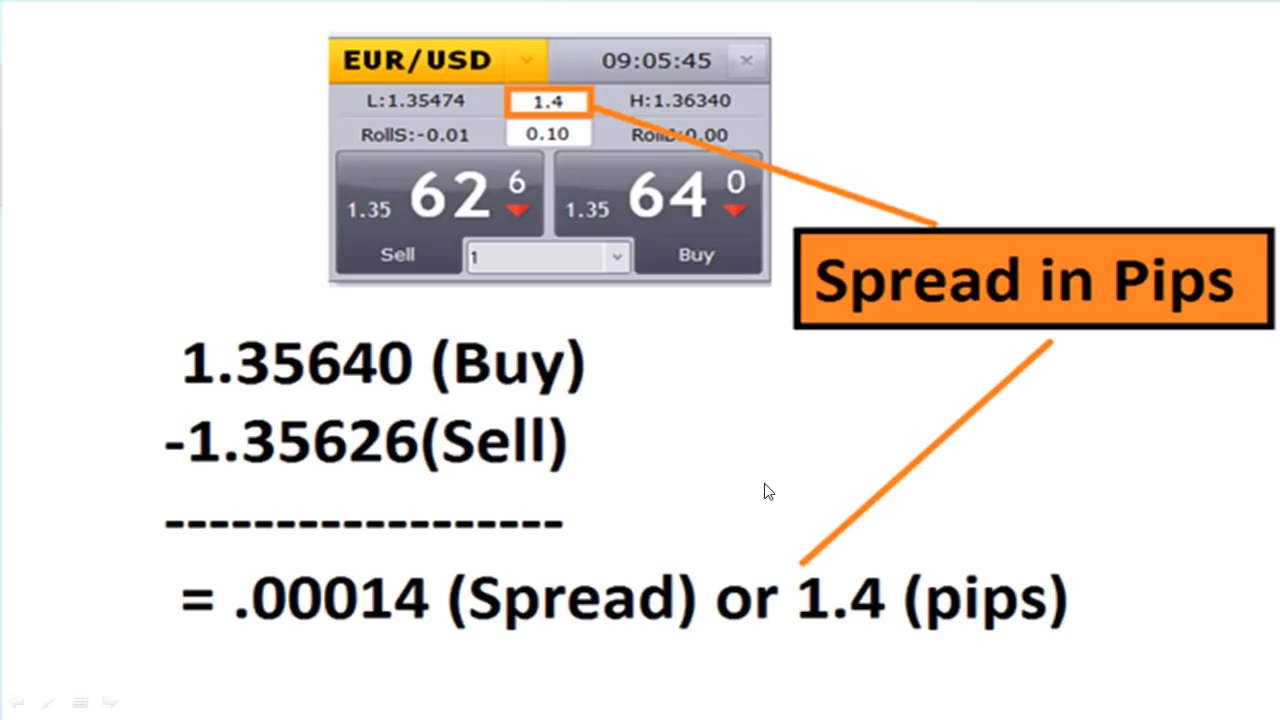 EUR/USD 09:05:45
L:1.35474 1.4 H:1.36340
RollS:-0.01 0.10 RollB:0.00
1.35 62 6 1.35 64 0
Sell 1 Buy
Spread in Pips
1.35640 (Buy)
-1.35626(Sell)
------------------
= .00014 (Spread) or 1.4 (pips)